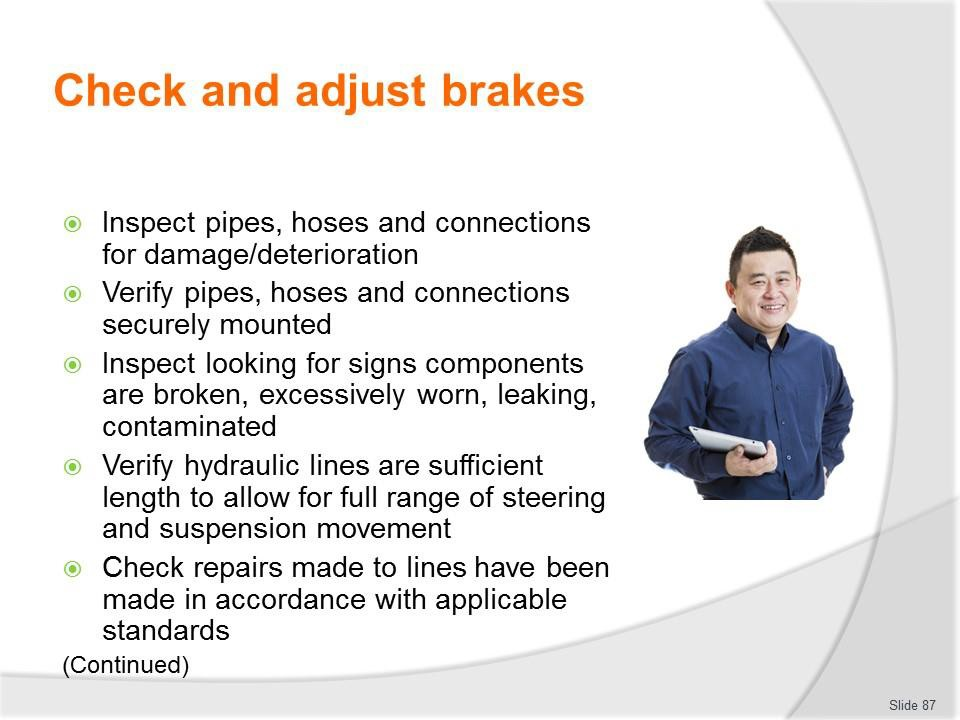 Check and adjust brakes
Inspect pipes, hoses and connections
for damage/deterioration
Verify pipes, hoses and connections
securely mounted
Inspect looking for signs components
are broken, excessively worn, leaking,
contaminated
Verify hydraulic lines are sufficient
length to allow for full range of steering
and suspension movement
Check repairs made to lines have been
made in accordance with applicable
standards
(Continued)
Slide 87